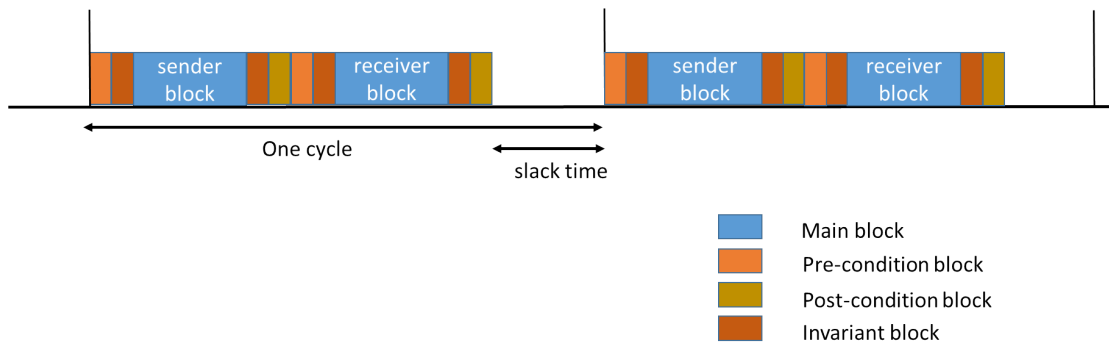 sender
block
receiver
block
sender
block
receiver
block
One cycle
slack time
Main block
Pre-condition block
Post-condition block
Invariant block